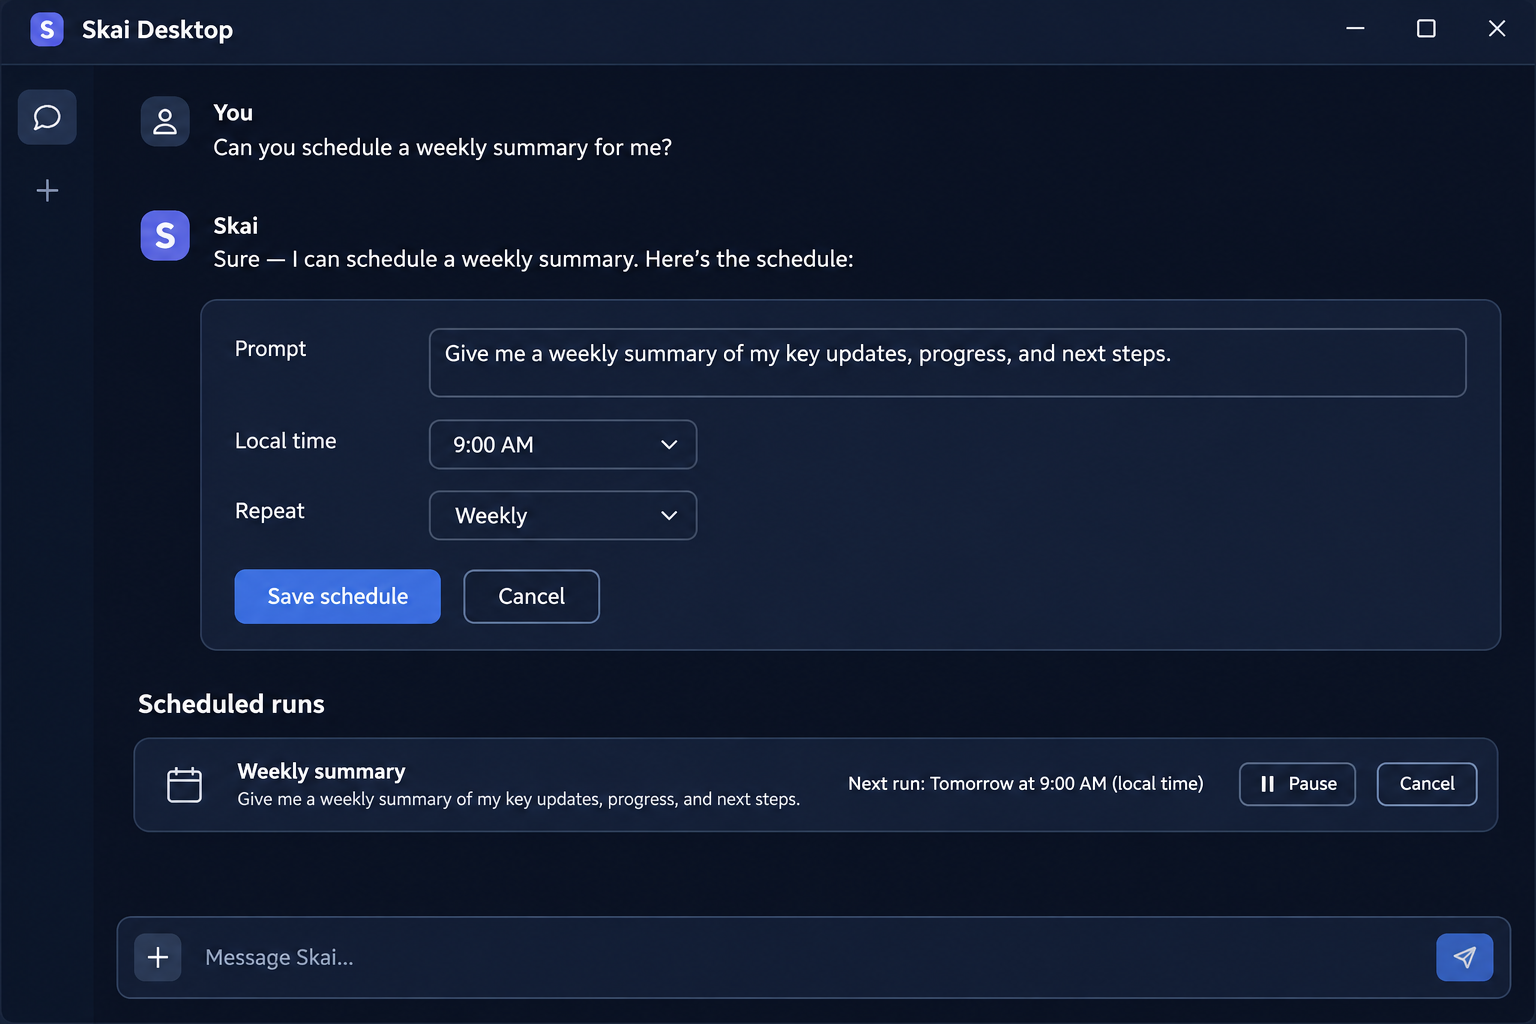 S Skai Desktop
You
Can you schedule a weekly summary for me?
S
Skai
Sure — I can schedule a weekly summary. Here’s the schedule:
Prompt
Give me a weekly summary of my key updates, progress, and next steps.
Local time
9:00 AM
Repeat
Weekly
Save schedule
Cancel
Scheduled runs
Weekly summary
Give me a weekly summary of my key updates, progress, and next steps.
Next run: Tomorrow at 9:00 AM (local time)
Pause
Cancel
Message Skai...